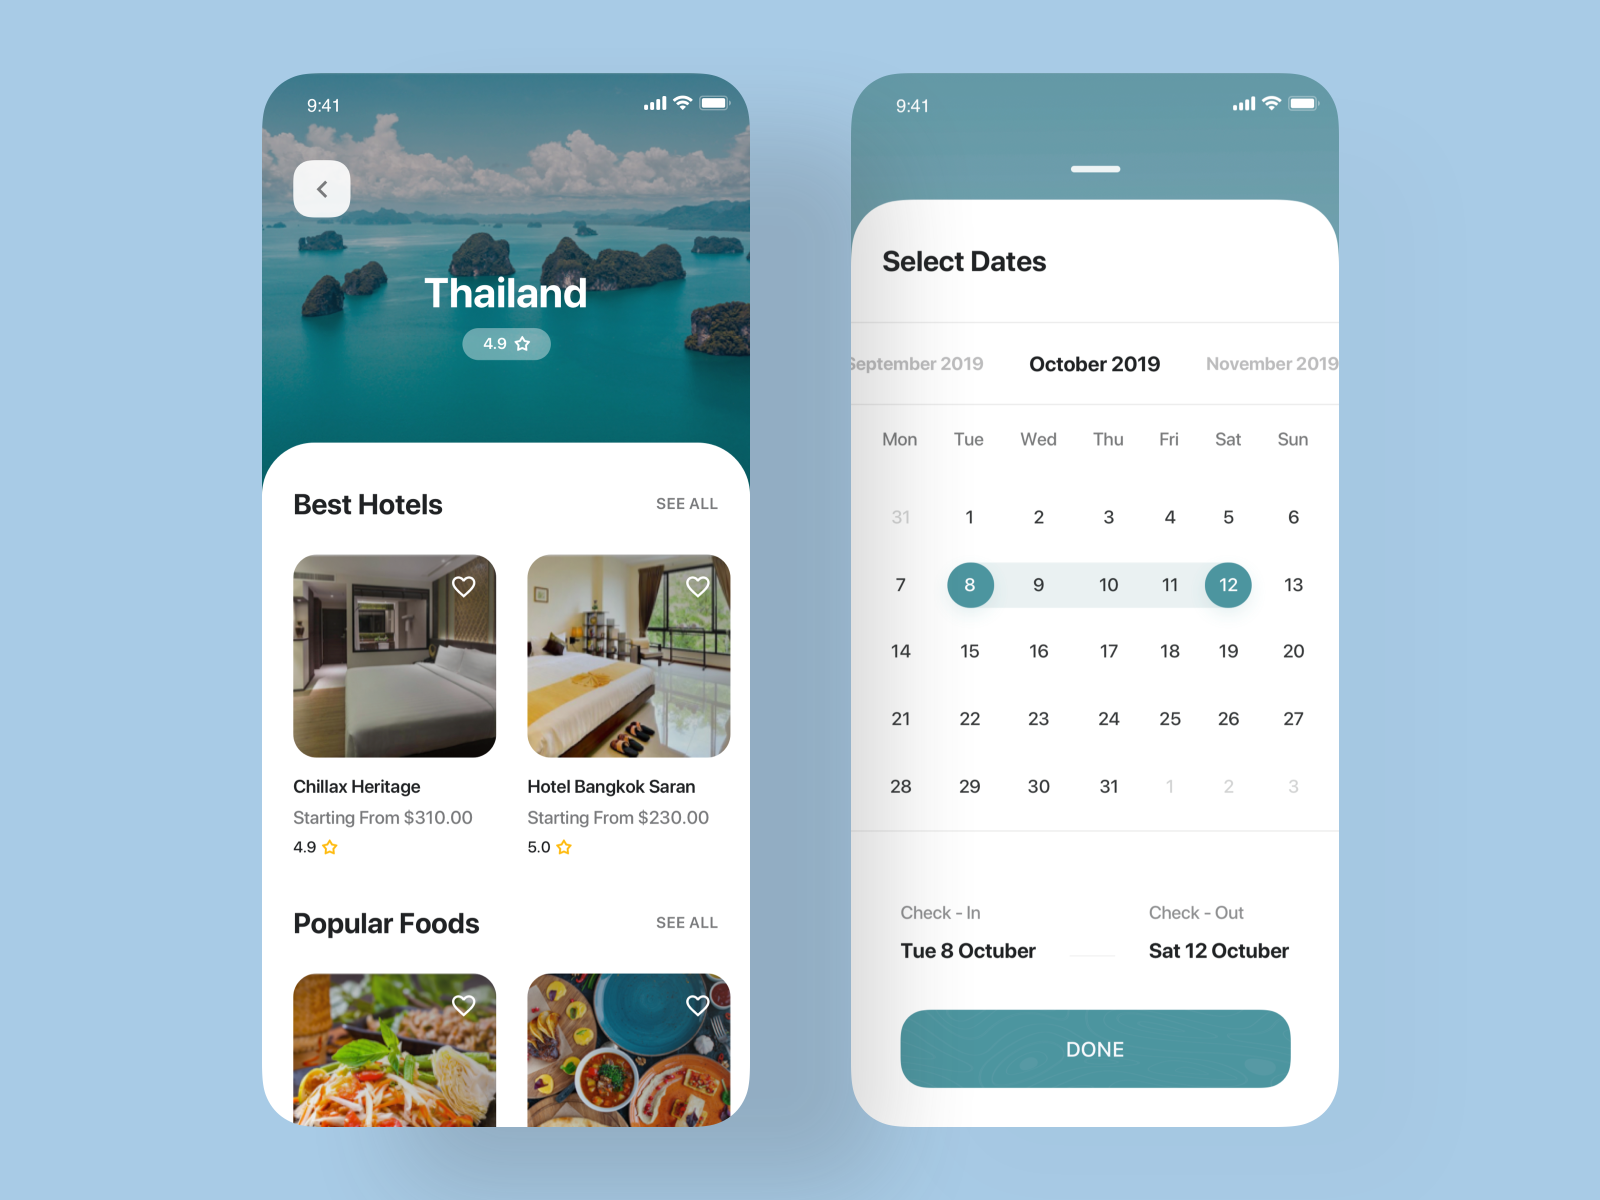 9:41
Thailand
4.9
Best Hotels
SEE ALL
Chillax Heritage
Starting From $310.00
4.9
Hotel Bangkok Saran
Starting From $230.00
5.0
Popular Foods
SEE ALL
9:41
Select Dates
September 2019 October 2019 November 2019
Mon Tue Wed Thu Fri Sat Sun
31 1 2 3 4 5 6
7 8 9 10 11 12 13
14 15 16 17 18 19 20
21 22 23 24 25 26 27
28 29 30 31 1 2 3
Check - In
Tue 8 Octuber
Check - Out
Sat 12 Octuber
DONE